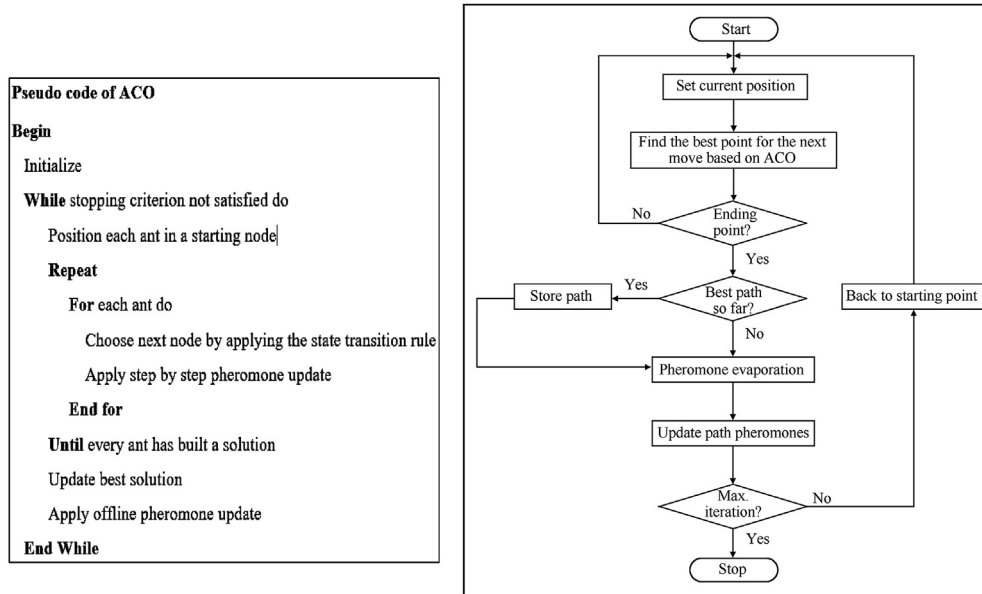 Pseudo code of ACO
Begin
Initialize
While stopping criterion not satisfied do
Position each ant in a starting node
Repeat
For each ant do
Choose next node by applying the state transition rule
Apply step by step pheromone update
End for
Until every ant has built a solution
Update best solution
Apply offline pheromone update
End While
Start
Set current position
Find the best point for the next
move based on ACO
No
Ending
point?
Yes
Store path
Yes
Best path
so far?
Back to starting point
No
Pheromone evaporation
Update path pheromones
Max.
iteration?
No
Yes
Stop